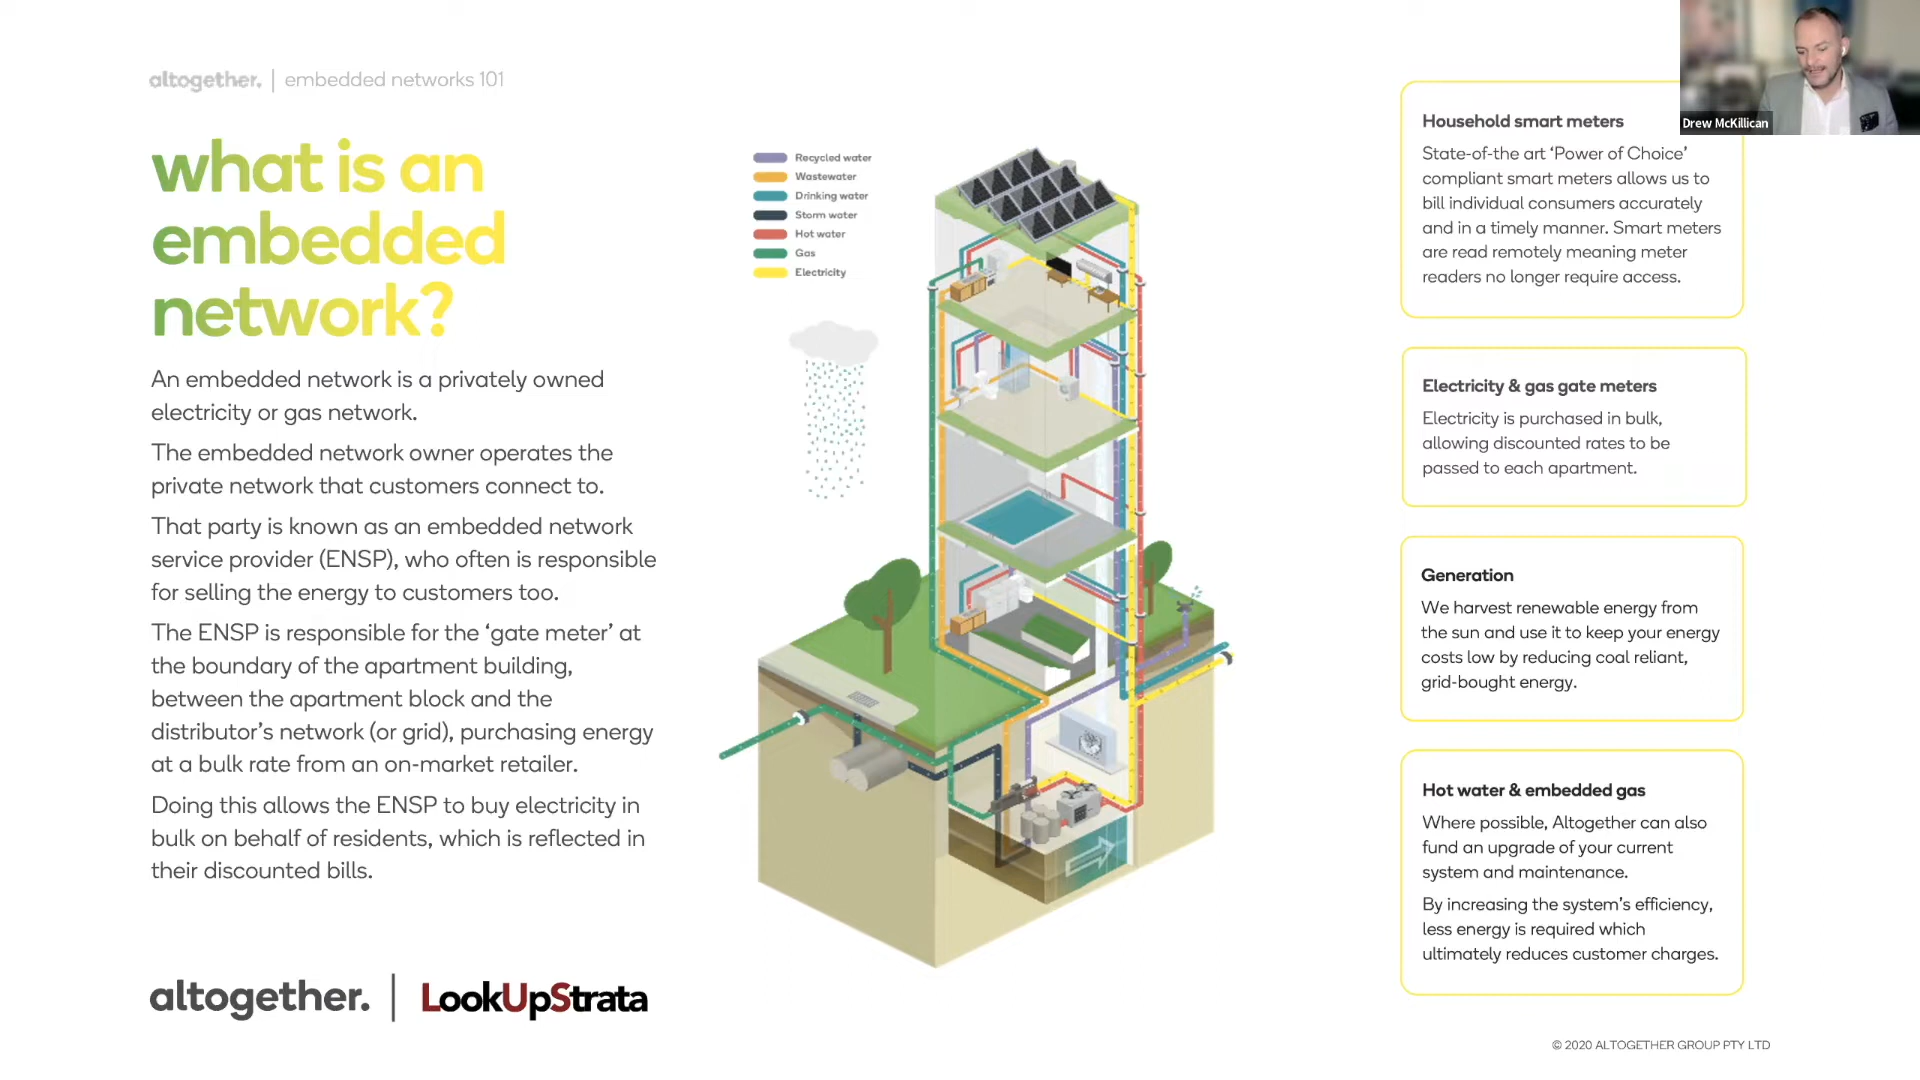 altogether. | embedded networks 101
what is an
embedded
network?
An embedded network is a privately owned
electricity or gas network.
The embedded network owner operates the
private network that customers connect to.
That party is known as an embedded network
service provider (ENSP), who often is responsible
for selling the energy to customers too.
The ENSP is responsible for the ‘gate meter’ at
the boundary of the apartment building,
between the apartment block and the
distributor’s network (or grid), purchasing energy
at a bulk rate from an on-market retailer.
Doing this allows the ENSP to buy electricity in
bulk on behalf of residents, which is reflected in
their discounted bills.
altogether. | LookUpStrata
Recycled water
Wastewater
Drinking water
Storm water
Hot water
Gas
Electricity
Drew McKillican
Household smart meters
State-of-the art ‘Power of Choice’
compliant smart meters allows us to
bill individual consumers accurately
and in a timely manner. Smart meters
are read remotely meaning meter
readers no longer require access.
Electricity & gas gate meters
Electricity is purchased in bulk,
allowing discounted rates to be
passed to each apartment.
Generation
We harvest renewable energy from
the sun and use it to keep your energy
costs low by reducing coal reliant,
grid-bought energy.
Hot water & embedded gas
Where possible, Altogether can also
fund an upgrade of your current
system and maintenance.
By increasing the system’s efficiency,
less energy is required which
ultimately reduces customer charges.
© 2020 ALTOGETHER GROUP PTY LTD